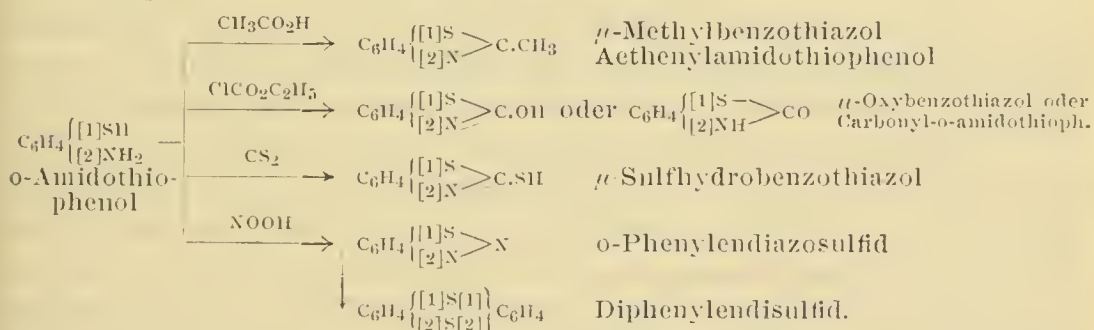 CH₃CO₂H
C₆H₄{[1]S [2]N>C.CH₃ μ-Methylbenzothiazol
Aethenylamidothiophenol
ClCO₂C₂H₅
C₆H₄{[1]S [2]N>C.OH oder C₆H₄{[1]S [2]NH>CO μ-Oxybenzothiazol oder
Carbonyl-o-amidothioph.
C₆H₄{[1]SH [2]NH₂
o-Amidothio-
phenol
CS₂
C₆H₄{[1]S [2]N>C.SH μ-Sulfhydrobenzothiazol
NOOH
C₆H₄{[1]S [2]N>N o-Phenylendiazosulfid
C₆H₄{[1]S[1] [2]S[2]}C₆H₄ Diphenylendisulfid.